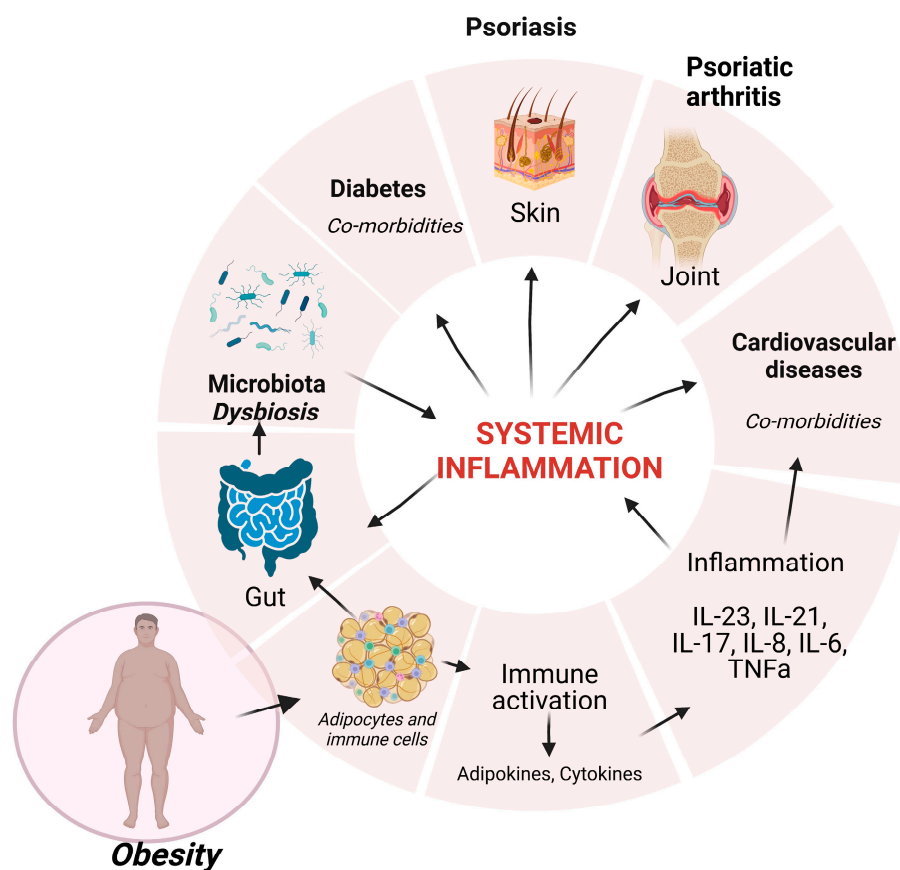 Psoriasis
Psoriatic
arthritis
Diabetes
Co-morbidities
Skin
Joint
Cardiovascular
diseases
Co-morbidities
Microbiota
Dysbiosis
SYSTEMIC
INFLAMMATION
Gut
Inflammation
IL-23, IL-21,
IL-17, IL-8, IL-6,
TNFa
Immune
activation
Adipokines, Cytokines
Adipocytes and
immune cells
Obesity